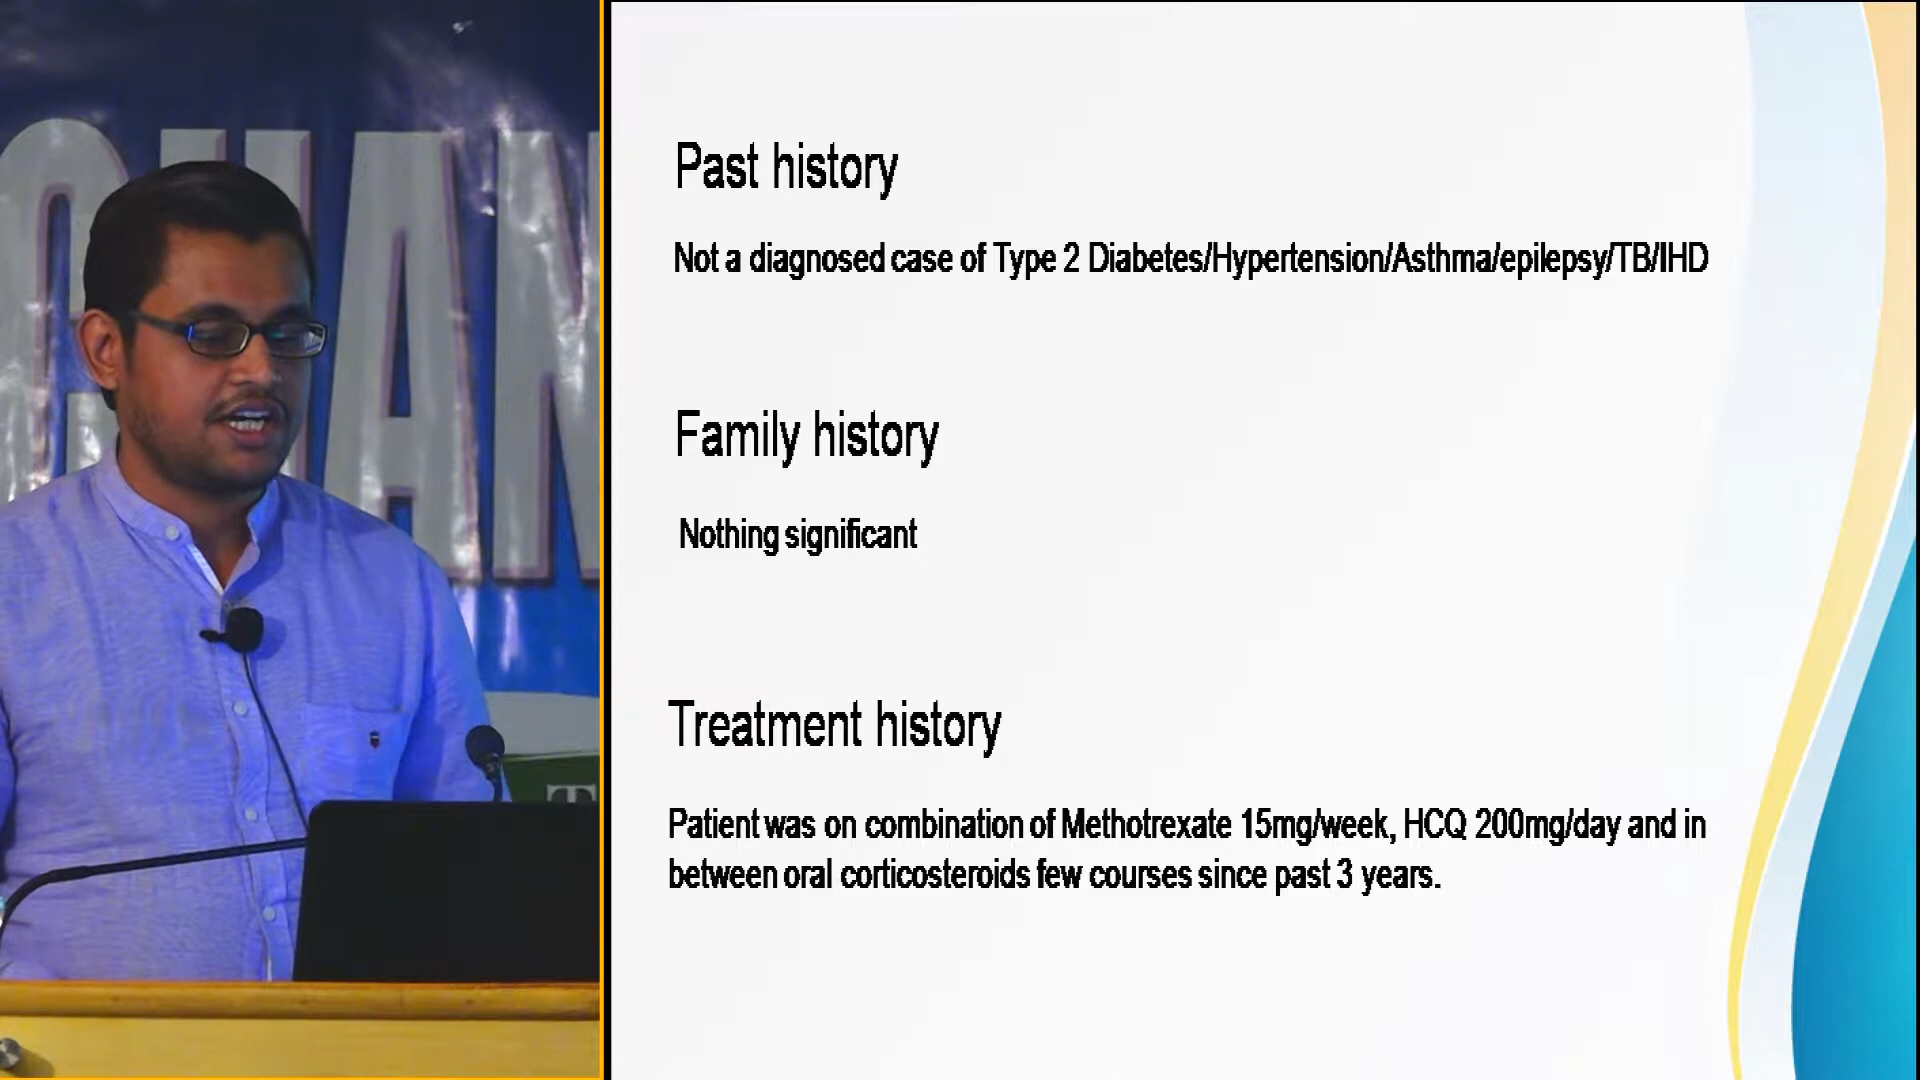 CHAN
T
Past history
Not a diagnosed case of Type 2 Diabetes/Hypertension/Asthma/epilepsy/TB/IHD
Family history
Nothing significant
Treatment history
Patient was on combination of Methotrexate 15mg/week, HCQ 200mg/day and in
between oral corticosteroids few courses since past 3 years.